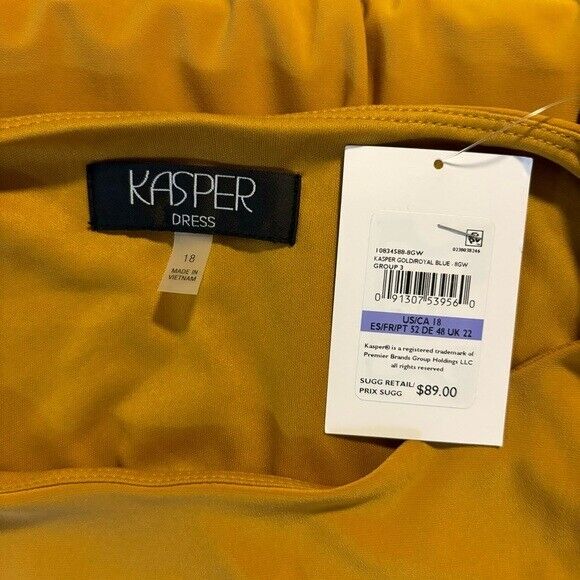 KASPER
DRESS
18
MADE IN
VIETNAM
0238038346
10834588-8GW
KASPER GOLD/ROYAL BLUE - 8GW
GROUP 3
0 91307 53956 0
US/CA 18
ES/FR/PT 52 DE 48 UK 22
Kasper® is a registered trademark of
Premier Brands Group Holdings LLC
all rights reserved
SUGG RETAIL/
PRIX SUGG $89.00